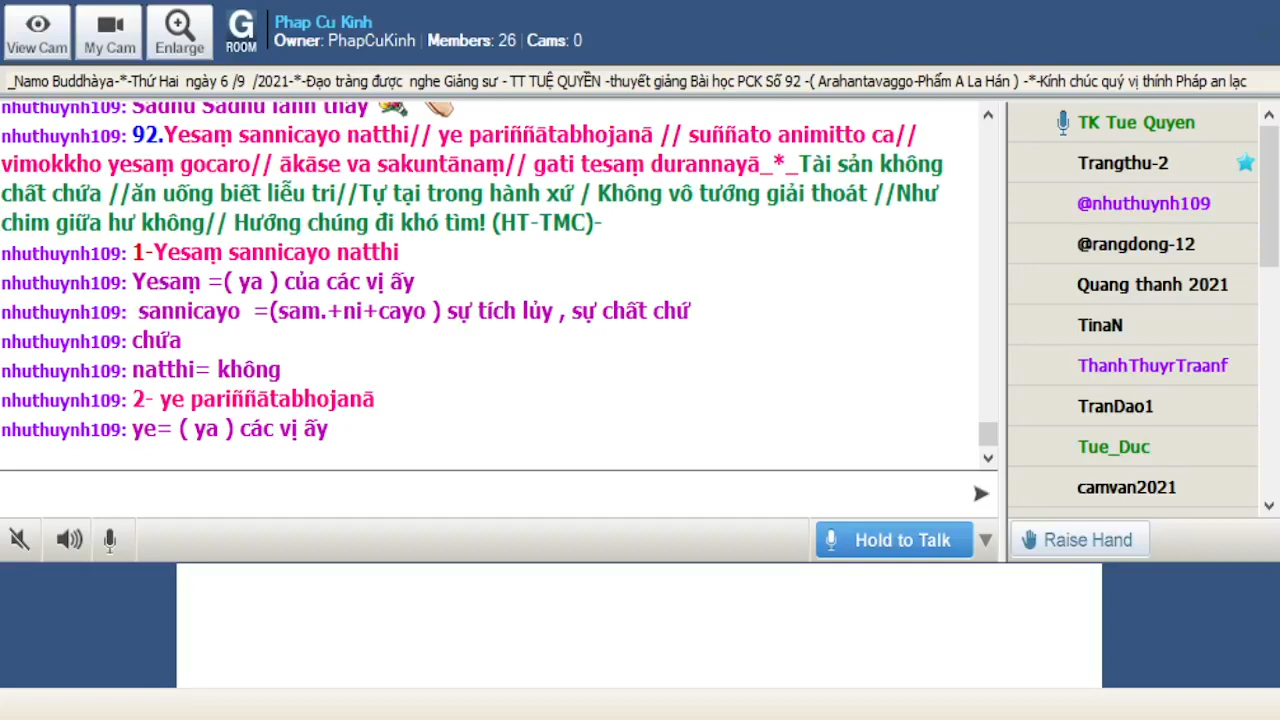 View Cam
My Cam
Enlarge
G
ROOM
Phap Cu Kinh
Owner: PhapCuKinh | Members: 26 | Cams: 0
_Namo Buddhàya-*-Thứ Hai ngày 6 /9 /2021-*-Đạo tràng được nghe Giảng sư - TT TUỆ QUYỀN -thuyết giảng Bài học PCK Số 92 -( Arahantavaggo-Phẩm A La Hán ) -*-Kính chúc quý vị thính Pháp an lạc
nhuthuynh109: Sadhu Sadhu lành thay
nhuthuynh109: 92.Yesaṃ sannicayo natthi// ye pariññātabhojanā // suññato animitto ca//
vimokkho yesaṃ gocaro// ākāse va sakuntānaṃ// gati tesaṃ durannayā_*_Tài sản không
chất chứa //ăn uống biết liễu tri//Tự tại trong hành xứ / Không vô tướng giải thoát //Như
chim giữa hư không// Hướng chúng đi khó tìm! (HT-TMC)-
nhuthuynh109: 1-Yesaṃ sannicayo natthi
nhuthuynh109: Yesaṃ =( ya ) của các vị ấy
nhuthuynh109: sannicayo =(sam.+ni+cayo ) sự tích lủy , sự chất chứ
nhuthuynh109: chứa
nhuthuynh109: natthi= không
nhuthuynh109: 2- ye pariññātabhojanā
nhuthuynh109: ye= ( ya ) các vị ấy
TK Tue Quyen
Trangthu-2
@nhuthuynh109
@rangdong-12
Quang thanh 2021
TinaN
ThanhThuyrTraanf
TranDao1
Tue_Duc
camvan2021
Hold to Talk
Raise Hand